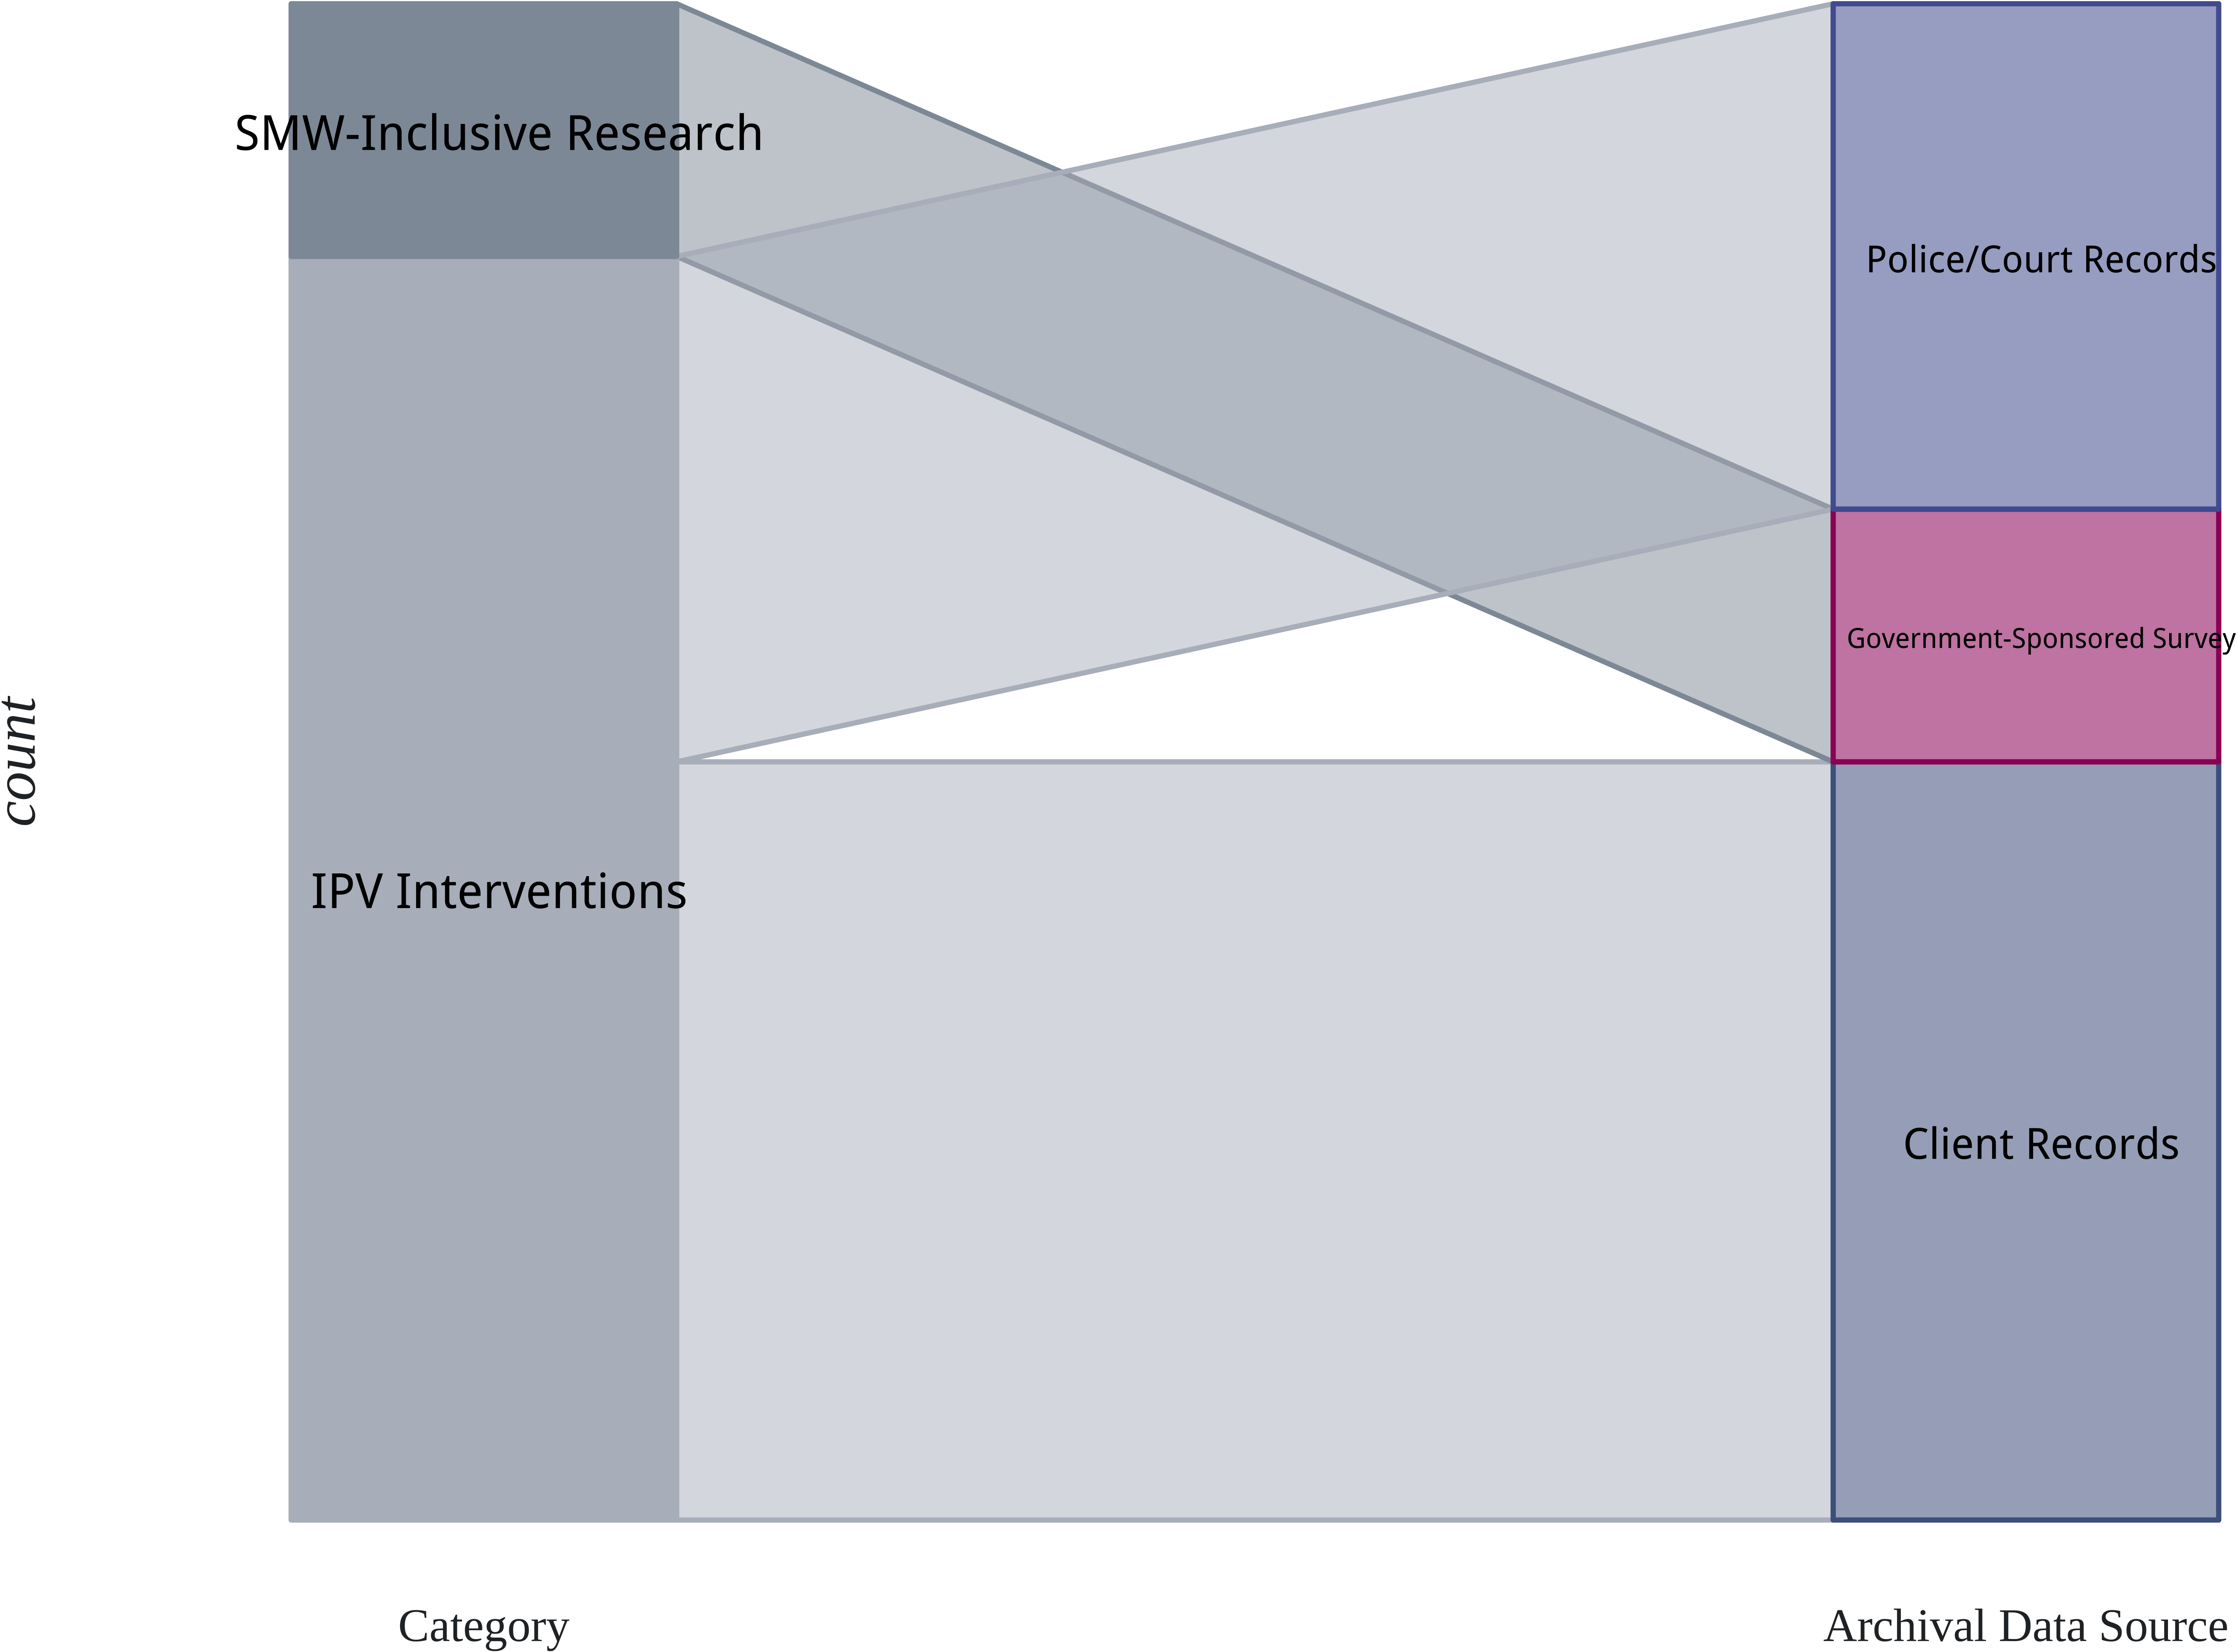 SMW-Inclusive Research
Police/Court Records
Government-Sponsored Survey
count
IPV Interventions
Client Records
Category
Archival Data Source